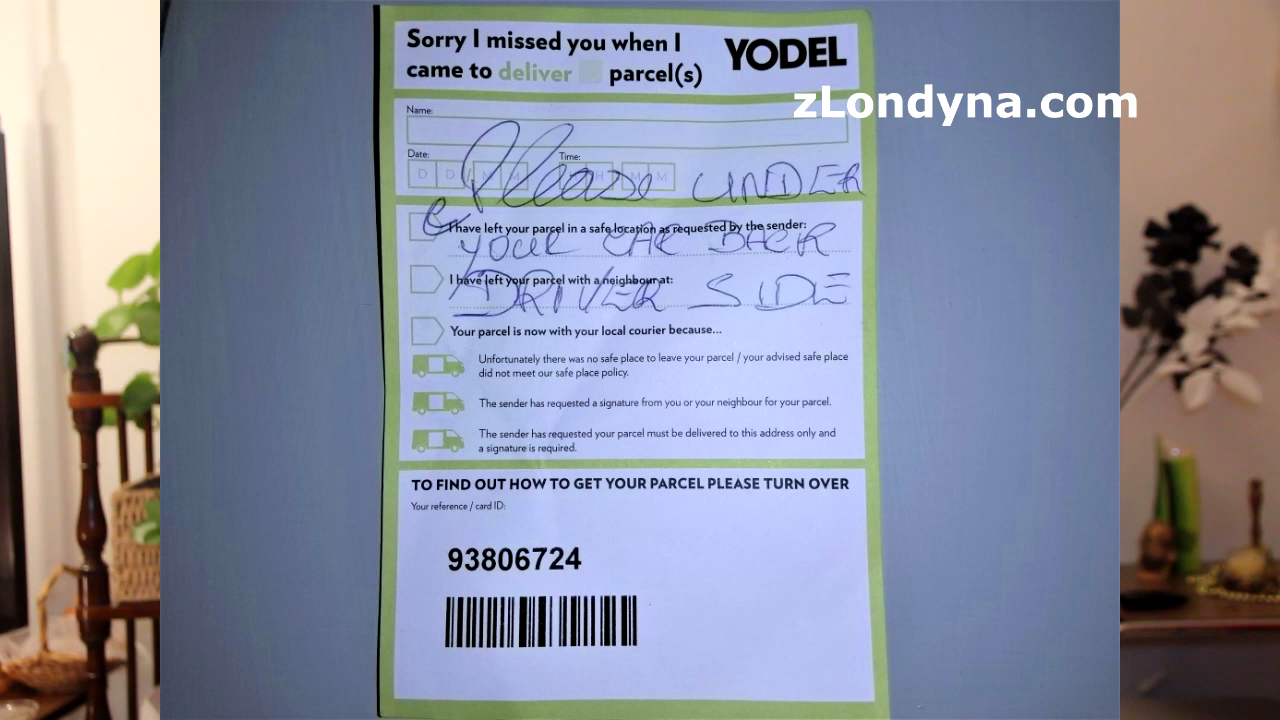 Sorry I missed you when I
came to deliver parcel(s)
YODEL
zLondyna.com
Name:
Date:
Time:
D D / M M
H H : M M
Please UNDER
I have left your parcel in a safe location as requested by the sender:
YOUR CAR BACK
I have left your parcel with a neighbour at:
DRIVER SIDE
Your parcel is now with your local courier because...
Unfortunately there was no safe place to leave your parcel / your advised safe place
did not meet our safe place policy.
The sender has requested a signature from you or your neighbour for your parcel.
The sender has requested your parcel must be delivered to this address only and
a signature is required.
TO FIND OUT HOW TO GET YOUR PARCEL PLEASE TURN OVER
Your reference / card ID:
93806724